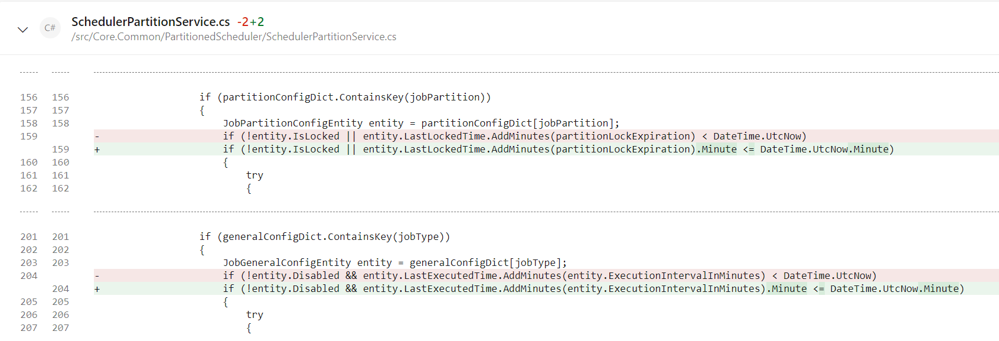 C# SchedulerPartitionService.cs -2+2
/src/Core.Common/PartitionedScheduler/SchedulerPartitionService.cs
156 156 if (partitionConfigDict.ContainsKey(jobPartition))
157 157 {
158 158 JobPartitionConfigEntity entity = partitionConfigDict[jobPartition];
159 - if (!entity.IsLocked || entity.LastLockedTime.AddMinutes(partitionLockExpiration) < DateTime.UtcNow)
159 + if (!entity.IsLocked || entity.LastLockedTime.AddMinutes(partitionLockExpiration).Minute <= DateTime.UtcNow.Minute)
160 160 {
161 161 try
162 162 {
201 201 if (generalConfigDict.ContainsKey(jobType))
202 202 {
203 203 JobGeneralConfigEntity entity = generalConfigDict[jobType];
204 - if (!entity.Disabled && entity.LastExecutedTime.AddMinutes(entity.ExecutionIntervalInMinutes) < DateTime.UtcNow)
204 + if (!entity.Disabled && entity.LastExecutedTime.AddMinutes(entity.ExecutionIntervalInMinutes).Minute <= DateTime.UtcNow.Minute)
205 205 {
206 206 try
207 207 {